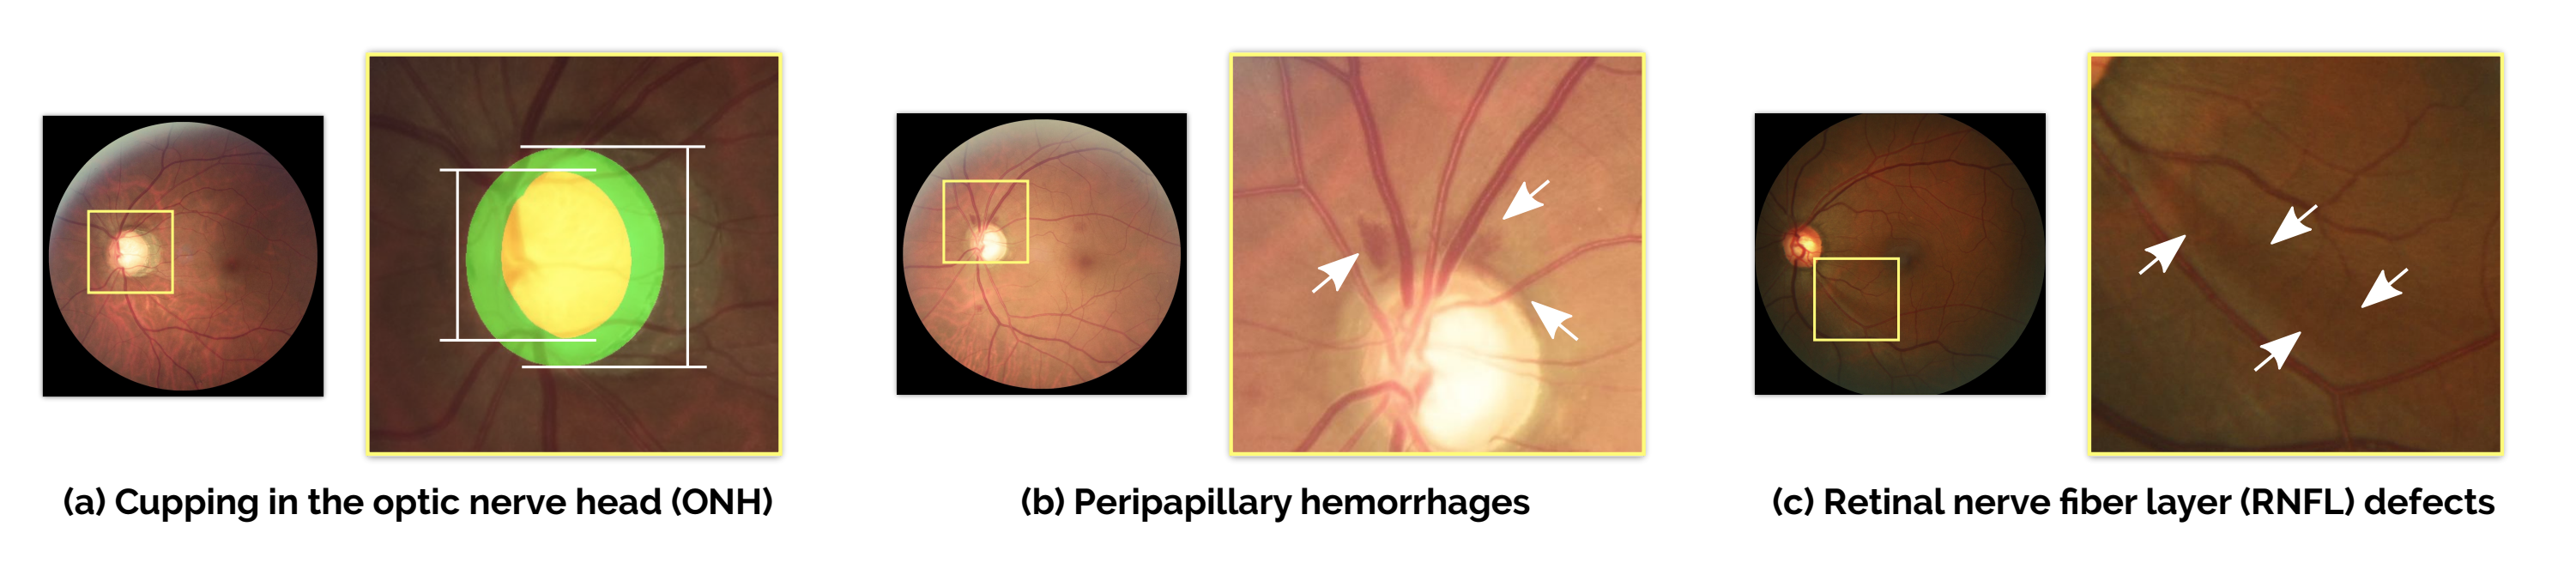 (a) Cupping in the optic nerve head (ONH)
(b) Peripapillary hemorrhages
(c) Retinal nerve fiber layer (RNFL) defects